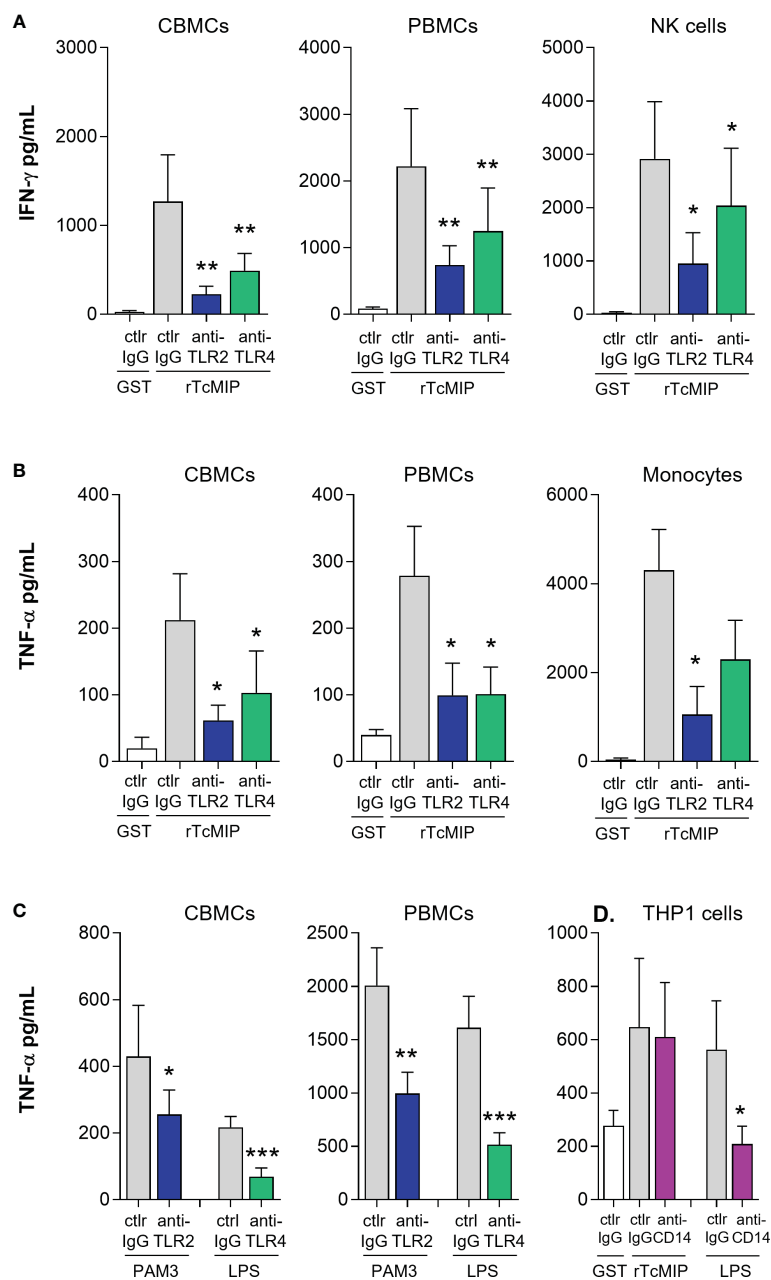 A
CBMCs
PBMCs
NK cells
IFN-γ pg/mL
3000
2000
1000
0
4000
3000
2000
1000
0
5000
4000
3000
2000
1000
0
**
**
**
**
*
*
ctlr ctlr anti- anti-
IgG IgG TLR2 TLR4
GST rTcMIP
ctlr ctlr anti- anti-
IgG IgG TLR2 TLR4
GST rTcMIP
ctlr ctlr anti- anti-
IgG IgG TLR2 TLR4
GST rTcMIP
B
CBMCs
PBMCs
Monocytes
TNF-α pg/mL
400
300
200
100
0
400
300
200
100
0
6000
4000
2000
0
*
*
*
*
*
ctlr ctlr anti- anti-
IgG IgG TLR2 TLR4
GST rTcMIP
ctlr ctlr anti- anti-
IgG IgG TLR2 TLR4
GST rTcMIP
ctlr ctlr anti- anti-
IgG IgG TLR2 TLR4
GST rTcMIP
C
CBMCs
PBMCs
TNF-α pg/mL
800
600
400
200
0
2500
2000
1500
1000
500
0
*
***
**
***
ctlr anti- ctrl anti-
IgG TLR2 IgG TLR4
PAM3 LPS
ctlr anti- ctrl anti-
IgG TLR2 IgG TLR4
PAM3 LPS
D.
THP1 cells
1000
800
600
400
200
0
*
ctlr ctlr anti- ctlr anti-
IgG IgG CD14 IgG CD14
GST rTcMIP LPS